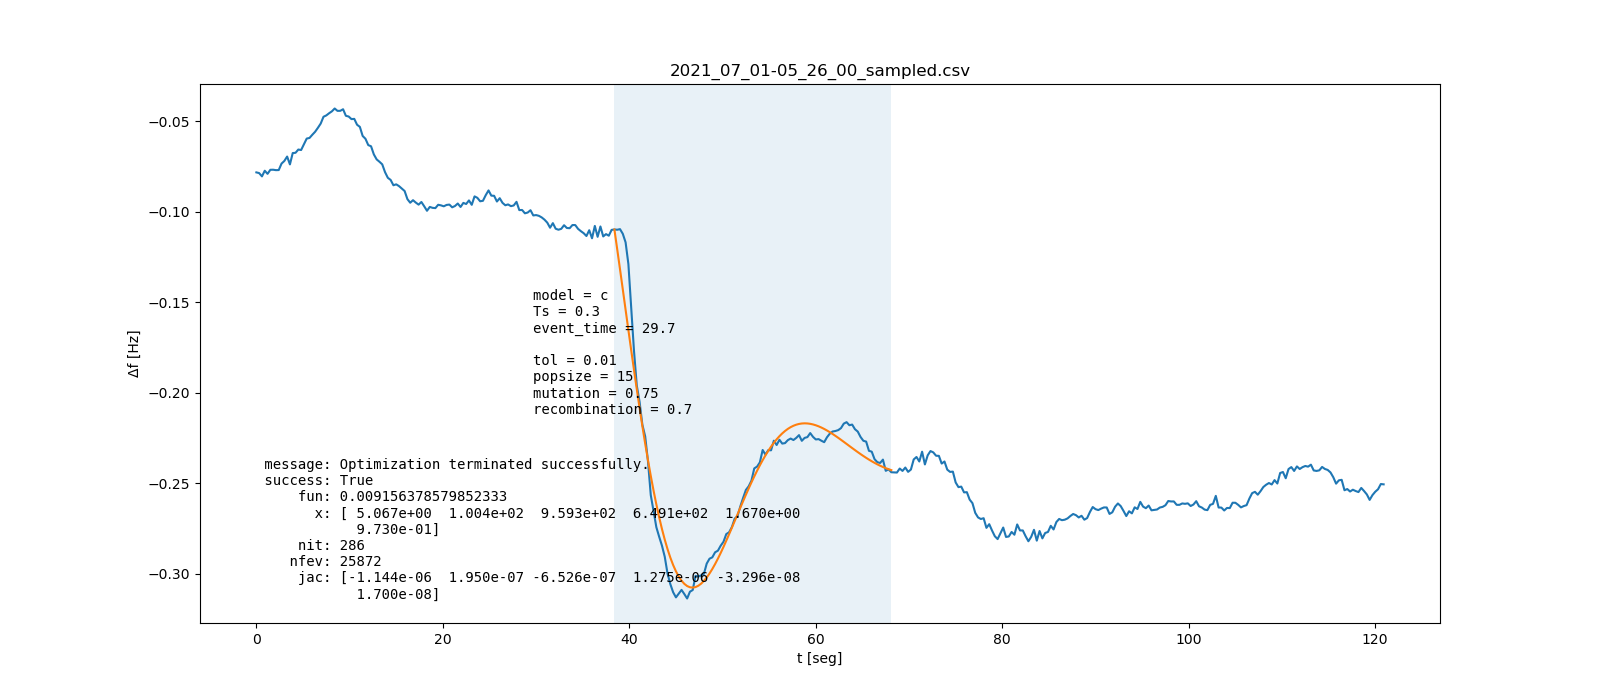 2021_07_01-05_26_00_sampled.csv
−0.05
−0.10
−0.15
−0.20
−0.25
−0.30
Δf [Hz]
model = c
Ts = 0.3
event_time = 29.7
tol = 0.01
popsize = 15
mutation = 0.75
recombination = 0.7
message: Optimization terminated successfully.
success: True
fun: 0.009156378579852333
x: [ 5.067e+00  1.004e+02  9.593e+02  6.491e+02  1.670e+00
9.730e-01]
nit: 286
nfev: 25872
jac: [-1.144e-06  1.950e-07 -6.526e-07  1.275e-06 -3.296e-08
1.700e-08]
0 20 40 60 80 100 120
t [seg]